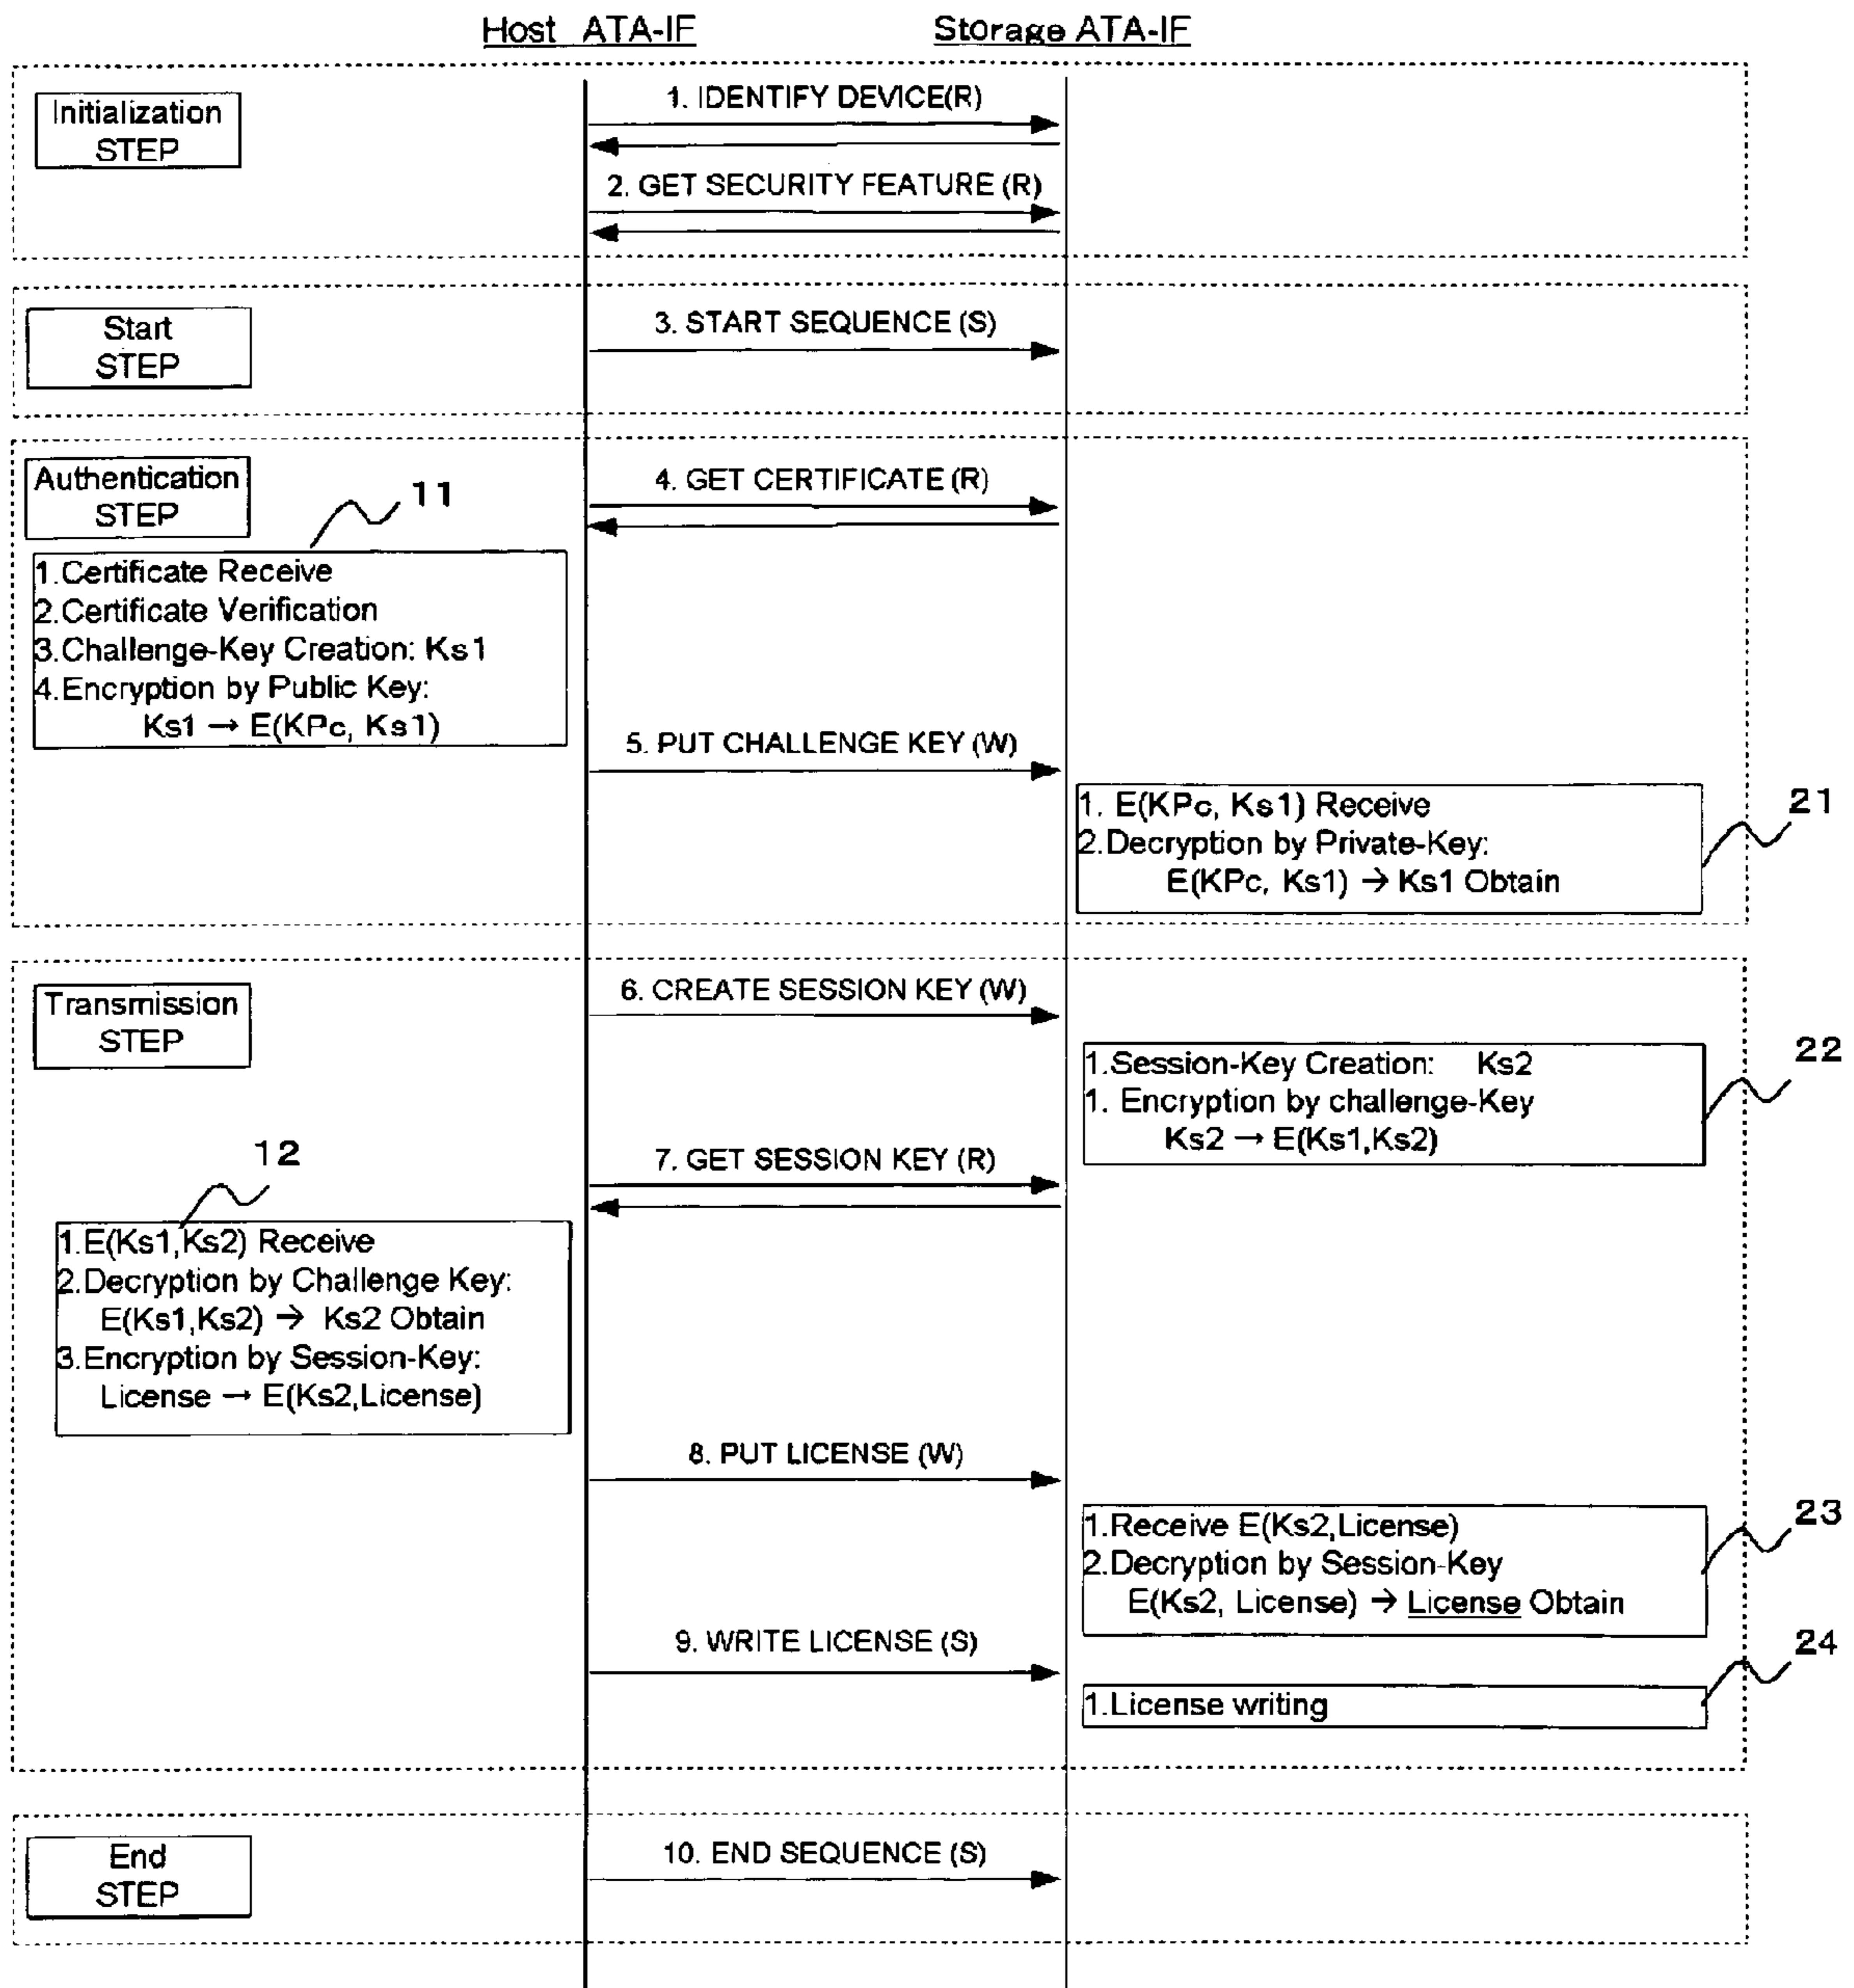 Host ATA-IF
Storage ATA-IF
Initialization
STEP
1. IDENTIFY DEVICE(R)
2. GET SECURITY FEATURE (R)
Start
STEP
3. START SEQUENCE (S)
Authentication
STEP
11
4. GET CERTIFICATE (R)
1.Certificate Receive
2.Certificate Verification
3.Challenge-Key Creation: Ks1
4.Encryption by Public Key:
Ks1 → E(KPc, Ks1)
5. PUT CHALLENGE KEY (W)
1. E(KPc, Ks1) Receive
2.Decryption by Private-Key:
E(KPc, Ks1) → Ks1 Obtain
21
Transmission
STEP
6. CREATE SESSION KEY (W)
1.Session-Key Creation: Ks2
1. Encryption by challenge-Key
Ks2 → E(Ks1,Ks2)
22
7. GET SESSION KEY (R)
12
1.E(Ks1,Ks2) Receive
2.Decryption by Challenge Key:
E(Ks1,Ks2) → Ks2 Obtain
3.Encryption by Session-Key:
License → E(Ks2,License)
8. PUT LICENSE (W)
1.Receive E(Ks2,License)
2.Decryption by Session-Key
E(Ks2, License) → License Obtain
23
9. WRITE LICENSE (S)
24
1.License writing
End
STEP
10. END SEQUENCE (S)